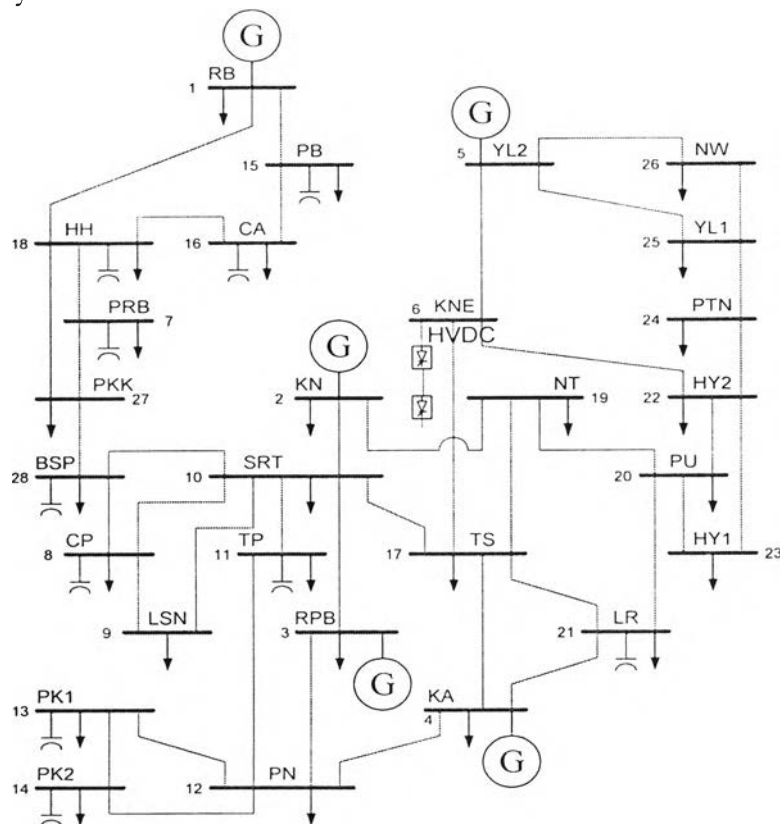 G
RB
1
G
PB
15
5 YL2
NW
26
HH
18
CA
16
YL1
25
PRB
7
6 KNE
HVDC
PTN
24
G
PKK
27
KN
2
NT
19
HY2
22
BSP
28
SRT
10
PU
20
CP
8
TP
11
TS
17
HY1
23
LSN
9
RPB
3
LR
21
G
PK1
13
KA
4
G
PK2
14
PN
12